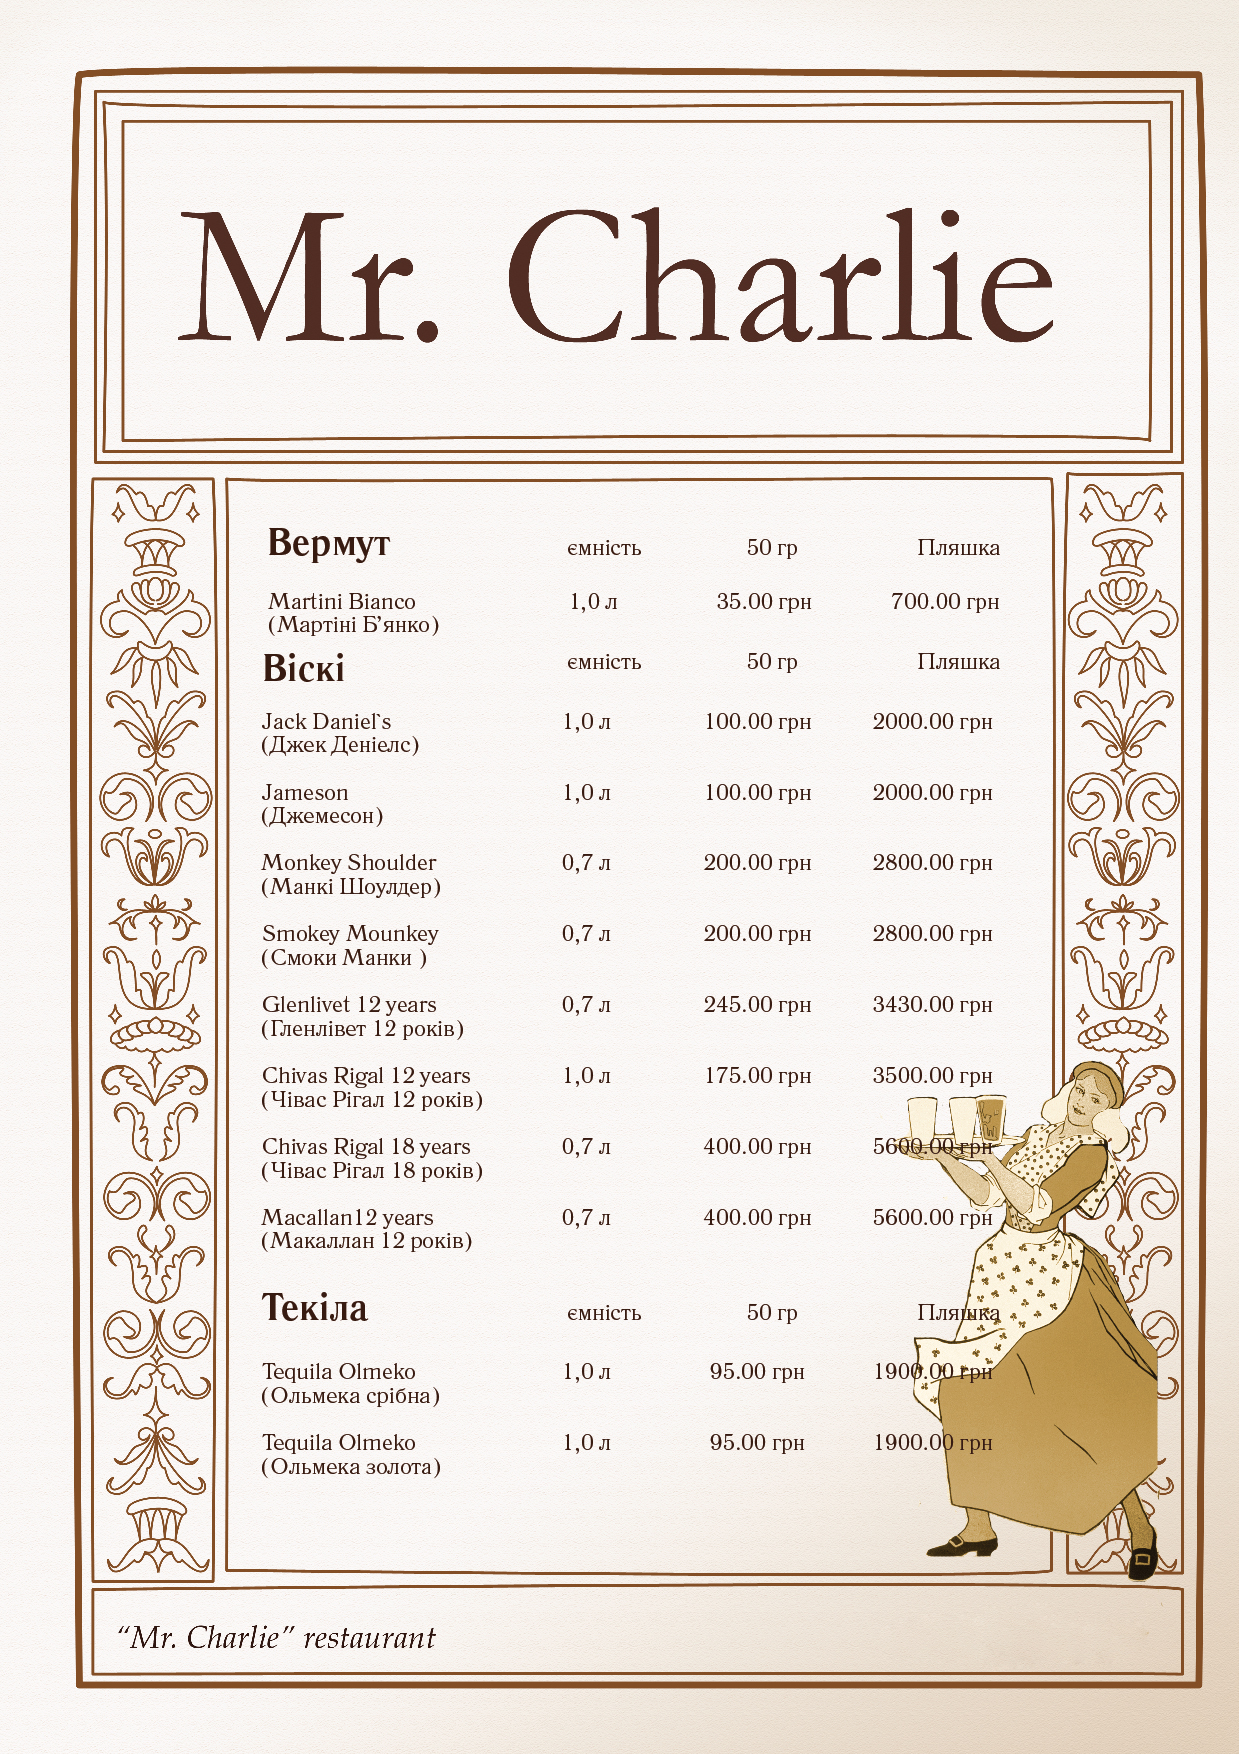 Mr. Charlie
Вермут ємність 50 гр Пляшка
Martini Bianco 1,0 л 35.00 грн 700.00 грн
(Мартіні Б’янко)
Віскі ємність 50 гр Пляшка
Jack Daniel`s 1,0 л 100.00 грн 2000.00 грн
(Джек Деніелс)
Jameson 1,0 л 100.00 грн 2000.00 грн
(Джемесон)
Monkey Shoulder 0,7 л 200.00 грн 2800.00 грн
(Манкі Шоулдер)
Smokey Mounkey 0,7 л 200.00 грн 2800.00 грн
(Смоки Манки )
Glenlivet 12 years 0,7 л 245.00 грн 3430.00 грн
(Гленлівет 12 років)
Chivas Rigal 12 years 1,0 л 175.00 грн 3500.00 грн
(Чівас Рігал 12 років)
Chivas Rigal 18 years 0,7 л 400.00 грн 5600.00 грн
(Чівас Рігал 18 років)
Macallan12 years 0,7 л 400.00 грн 5600.00 грн
(Макаллан 12 років)
Текіла ємність 50 гр Пляшка
Tequila Olmeko 1,0 л 95.00 грн 1900.00 грн
(Ольмека срібна)
Tequila Olmeko 1,0 л 95.00 грн 1900.00 грн
(Ольмека золота)
“Mr. Charlie” restaurant